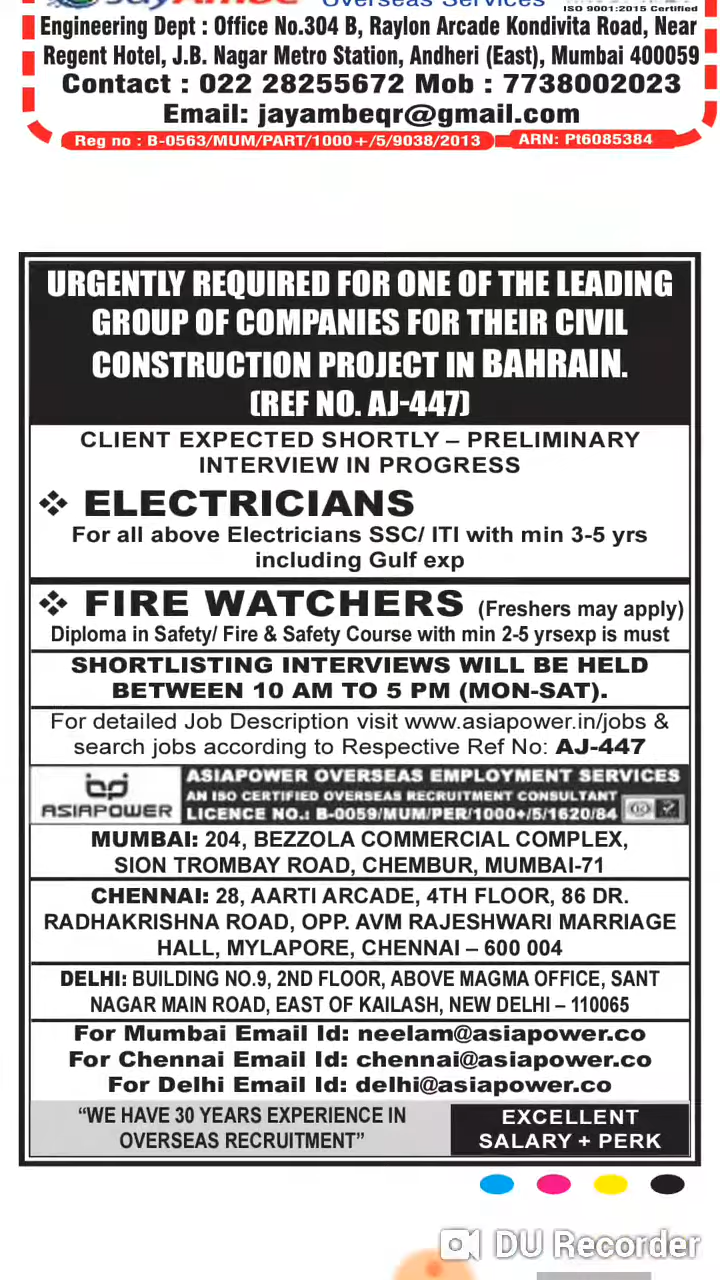 Overseas Services
ISO 9001:2015 Certified
Engineering Dept : Office No.304 B, Raylon Arcade Kondivita Road, Near
Regent Hotel, J.B. Nagar Metro Station, Andheri (East), Mumbai 400059
Contact : 022 28255672 Mob : 7738002023
Email: jayambeqr@gmail.com
Reg no : B-0563/MUM/PART/1000+/5/9038/2013 ARN: Pt6085384
URGENTLY REQUIRED FOR ONE OF THE LEADING
GROUP OF COMPANIES FOR THEIR CIVIL
CONSTRUCTION PROJECT IN BAHRAIN.
(REF NO. AJ-447)
CLIENT EXPECTED SHORTLY – PRELIMINARY
INTERVIEW IN PROGRESS
❖ ELECTRICIANS
For all above Electricians SSC/ ITI with min 3-5 yrs
including Gulf exp
❖ FIRE WATCHERS (Freshers may apply)
Diploma in Safety/ Fire & Safety Course with min 2-5 yrsexp is must
SHORTLISTING INTERVIEWS WILL BE HELD
BETWEEN 10 AM TO 5 PM (MON-SAT).
For detailed Job Description visit www.asiapower.in/jobs &
search jobs according to Respective Ref No: AJ-447
ASIAPOWER
ASIAPOWER OVERSEAS EMPLOYMENT SERVICES
AN ISO CERTIFIED OVERSEAS RECRUITMENT CONSULTANT
LICENCE NO.: B-0059/MUM/PER/1000+/5/1620/84
MUMBAI: 204, BEZZOLA COMMERCIAL COMPLEX,
SION TROMBAY ROAD, CHEMBUR, MUMBAI-71
CHENNAI: 28, AARTI ARCADE, 4TH FLOOR, 86 DR.
RADHAKRISHNA ROAD, OPP. AVM RAJESHWARI MARRIAGE
HALL, MYLAPORE, CHENNAI – 600 004
DELHI: BUILDING NO.9, 2ND FLOOR, ABOVE MAGMA OFFICE, SANT
NAGAR MAIN ROAD, EAST OF KAILASH, NEW DELHI – 110065
For Mumbai Email Id: neelam@asiapower.co
For Chennai Email Id: chennai@asiapower.co
For Delhi Email Id: delhi@asiapower.co
“WE HAVE 30 YEARS EXPERIENCE IN
OVERSEAS RECRUITMENT”
EXCELLENT
SALARY + PERK
DU Recorder